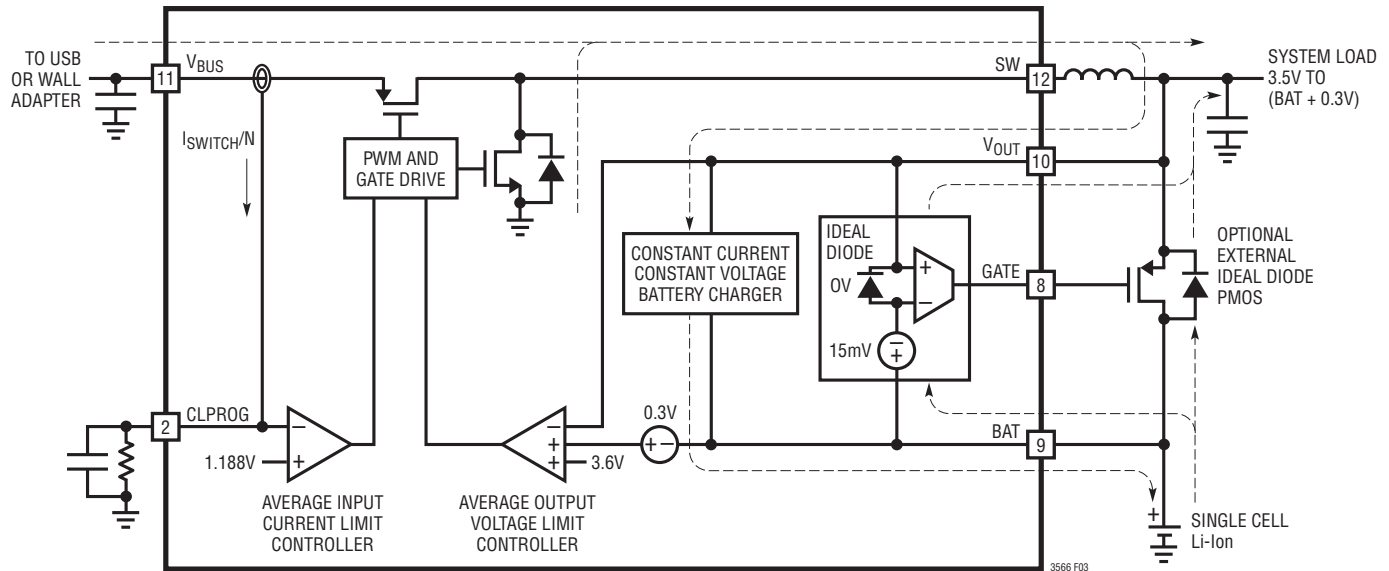 TO USB
OR WALL
ADAPTER
11
VBUS
SW
12
SYSTEM LOAD
3.5V TO
(BAT + 0.3V)
ISWITCH/N
PWM AND
GATE DRIVE
VOUT
10
CONSTANT CURRENT
CONSTANT VOLTAGE
BATTERY CHARGER
IDEAL
DIODE
0V
+
−
15mV
−
+
GATE
8
OPTIONAL
EXTERNAL
IDEAL DIODE
PMOS
2
CLPROG
−
+
1.188V
AVERAGE INPUT
CURRENT LIMIT
CONTROLLER
−
+
+
3.6V
AVERAGE OUTPUT
VOLTAGE LIMIT
CONTROLLER
0.3V
+ −
BAT
9
+
SINGLE CELL
Li-Ion
3566 F03